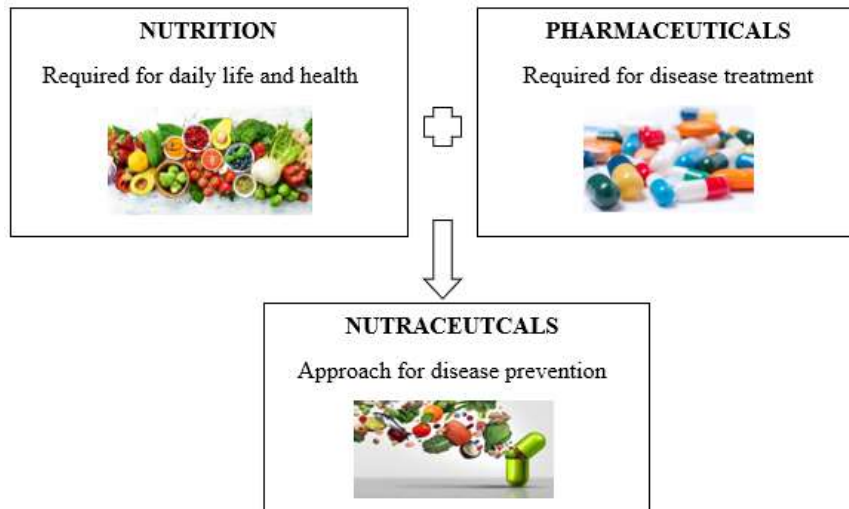 NUTRITION
Required for daily life and health
PHARMACEUTICALS
Required for disease treatment
NUTRACEUTCALS
Approach for disease prevention